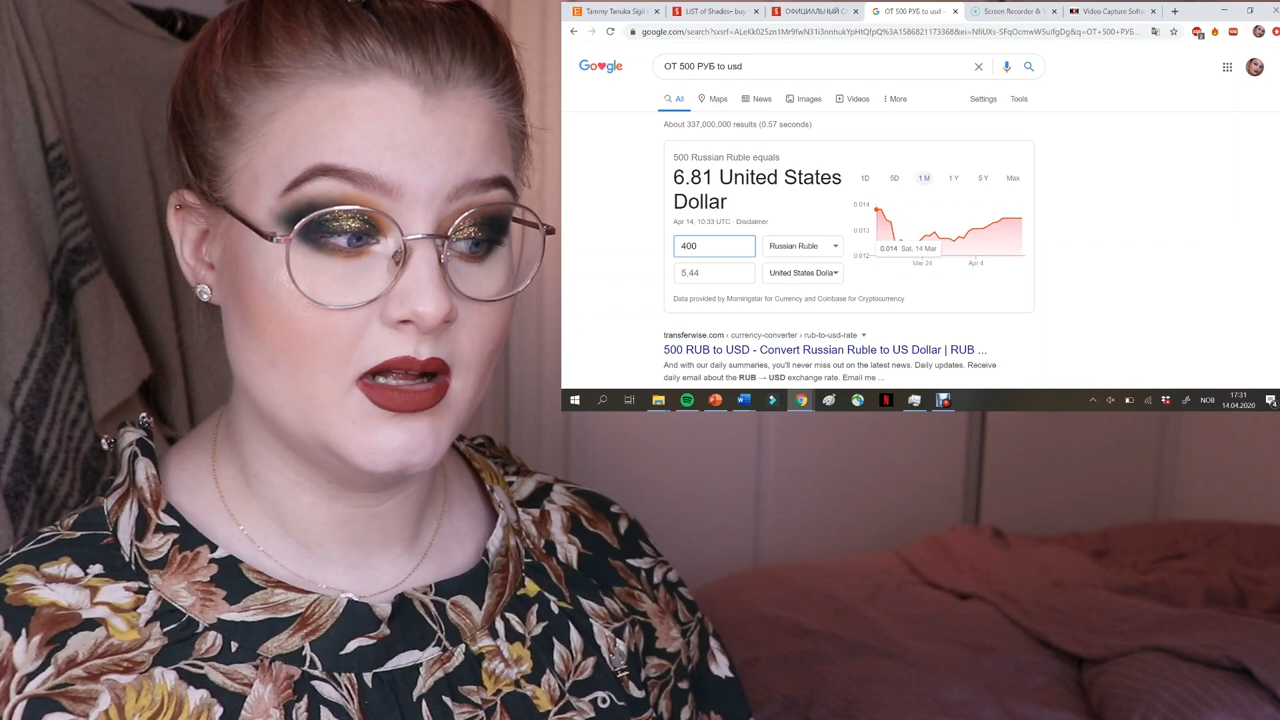 Tammy Tanuka Sigil
LIST of Shades– buy
ОФИЦИАЛЬНЫЙ С
ОТ 500 РУБ to usd -
Screen Recorder &
Video Capture Softw
google.com/search?
Google
ОТ 500 РУБ to usd
All
Maps
News
Images
Videos
More
Settings
Tools
About 337,000,000 results (0.57 seconds)
500 Russian Ruble equals
6.81 United States
Dollar
Apr 14, 10:33 UTC · Disclaimer
1D
5D
1 M
1 Y
5 Y
Max
0.014
0.013
0.012
0.014 Sat, 14 Mar
Mar 24
Apr 4
400
Russian Ruble
5,44
United States Dolla
Data provided by Morningstar for Currency and Coinbase for Cryptocurrency
transferwise.com › currency-converter › rub-to-usd-rate
500 RUB to USD - Convert Russian Ruble to US Dollar | RUB ...
And with our daily summaries, you'll never miss out on the latest news. Daily updates. Receive
daily email about the RUB → USD exchange rate. Email me ...
NOB
17:31
14.04.2020